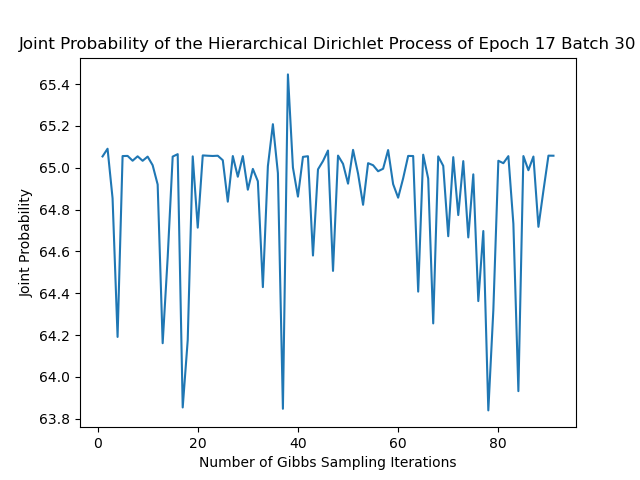 Joint Probability of the Hierarchical Dirichlet Process of Epoch 17 Batch 30
65.4
65.2
65.0
64.8
64.6
64.4
64.2
64.0
63.8
Joint Probability
0 20 40 60 80
Number of Gibbs Sampling Iterations